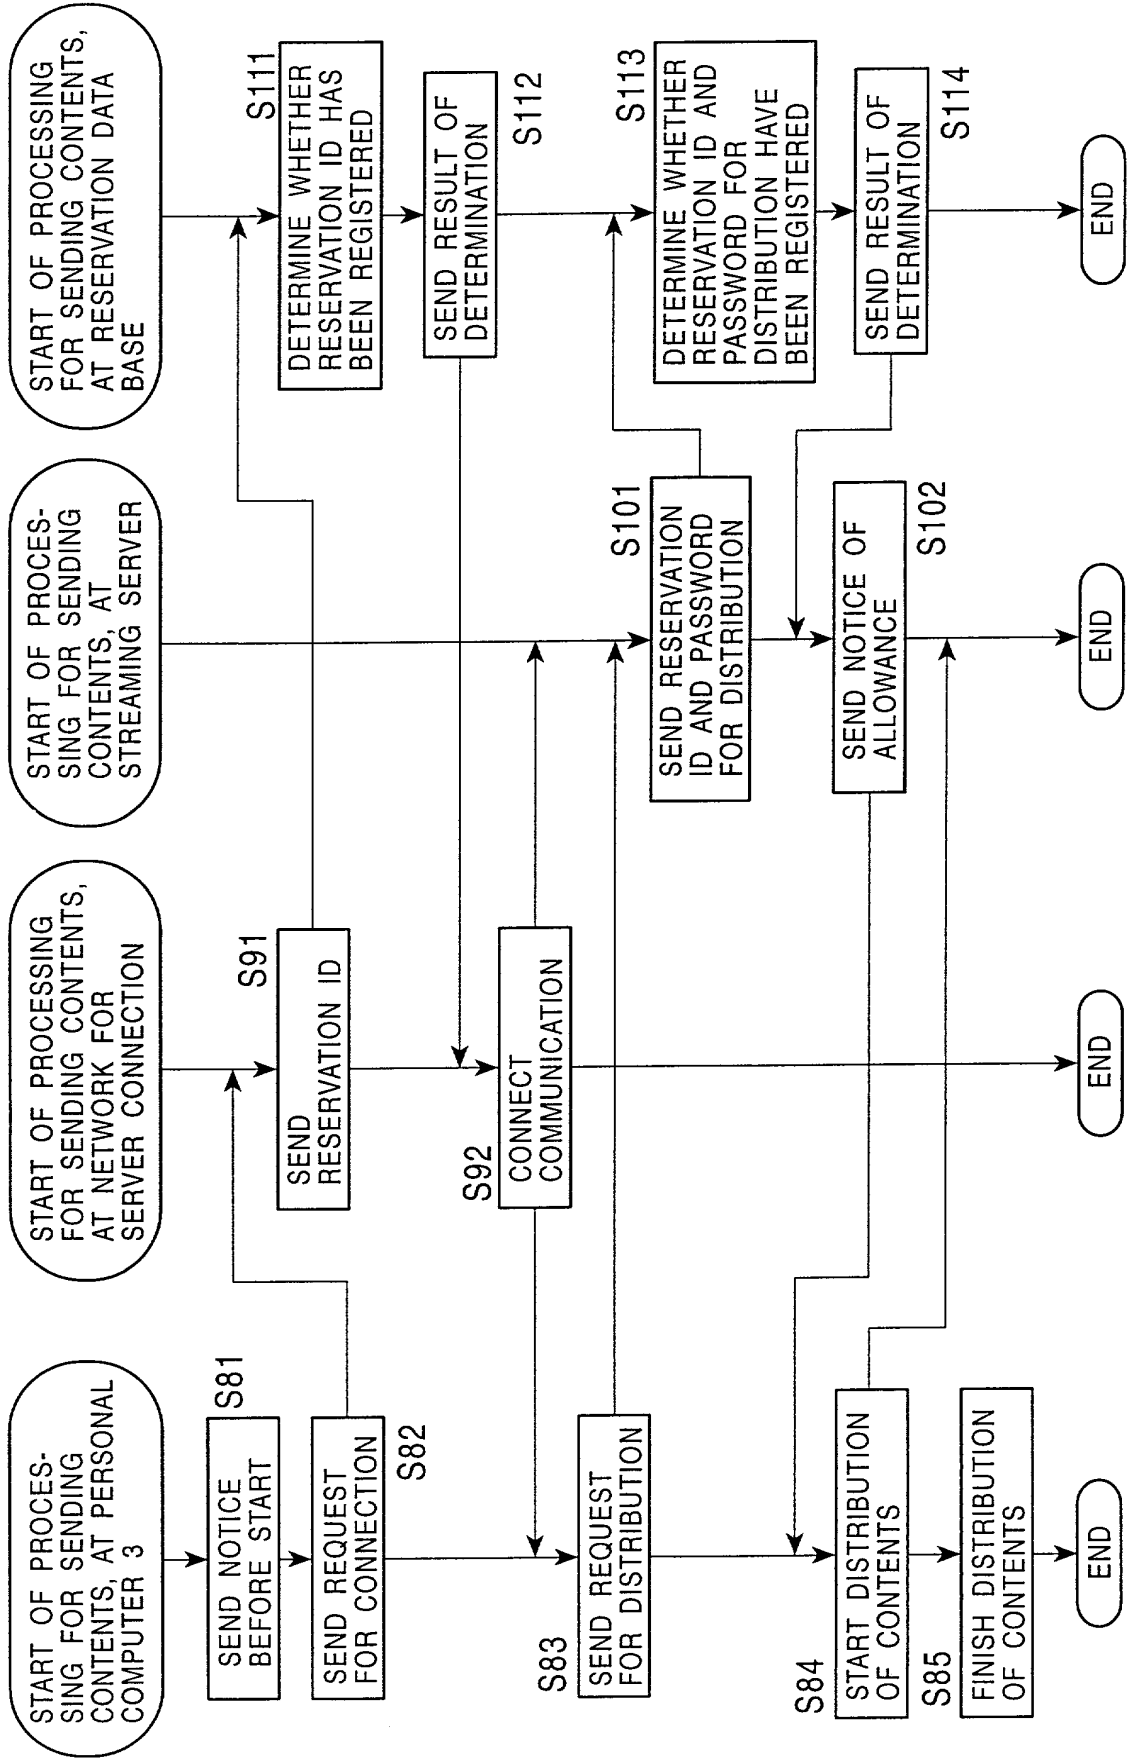 START OF PROCES-
SING FOR SENDING
CONTENTS, AT PERSONAL
COMPUTER 3
S81
SEND NOTICE
BEFORE START
SEND REQUEST
FOR CONNECTION
S82
S83
SEND REQUEST
FOR DISTRIBUTION
S84
START DISTRIBUTION
OF CONTENTS
S85
FINISH DISTRIBUTION
OF CONTENTS
END
START OF PROCESSING
FOR SENDING CONTENTS,
AT NETWORK FOR
SERVER CONNECTION
S91
SEND
RESERVATION ID
S92
CONNECT
COMMUNICATION
END
START OF PROCES-
SING FOR SENDING
CONTENTS, AT
STREAMING SERVER
S101
SEND RESERVATION
ID AND PASSWORD
FOR DISTRIBUTION
SEND NOTICE OF
ALLOWANCE
S102
END
START OF PROCESSING
FOR SENDING CONTENTS,
AT RESERVATION DATA
BASE
S111
DETERMINE WHETHER
RESERVATION ID HAS
BEEN REGISTERED
SEND RESULT OF
DETERMINATION
S112
S113
DETERMINE WHETHER
RESERVATION ID AND
PASSWORD FOR
DISTRIBUTION HAVE
BEEN REGISTERED
SEND RESULT OF
DETERMINATION
S114
END